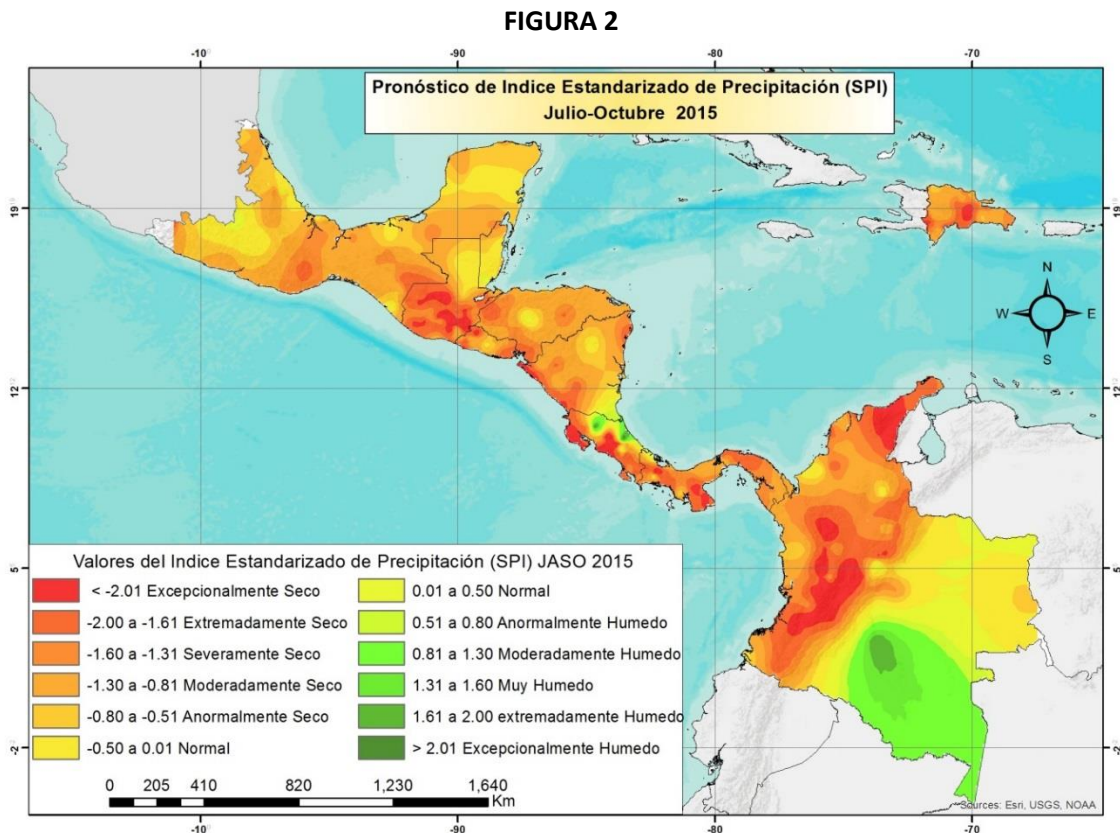 FIGURA 2
-10°
-90
-80
-70
Pronóstico de Indice Estandarizado de Precipitación (SPI)
Julio-Octubre 2015
19
19
N
W
E
S
12
12
5
5
-2
-2
Valores del Indice Estandarizado de Precipitación (SPI) JASO 2015
< -2.01 Excepcionalmente Seco
-2.00 a -1.61 Extremadamente Seco
-1.60 a -1.31 Severamente Seco
-1.30 a -0.81 Moderadamente Seco
-0.80 a -0.51 Anormalmente Seco
-0.50 a 0.01 Normal
0.01 a 0.50 Normal
0.51 a 0.80 Anormalmente Humedo
0.81 a 1.30 Moderadamente Humedo
1.31 a 1.60 Muy Humedo
1.61 a 2.00 extremadamente Humedo
> 2.01 Excepcionalmente Humedo
0 205 410 820 1,230 1,640
Km
Sources: Esri, USGS, NOAA
-10°
-90
-80
-70